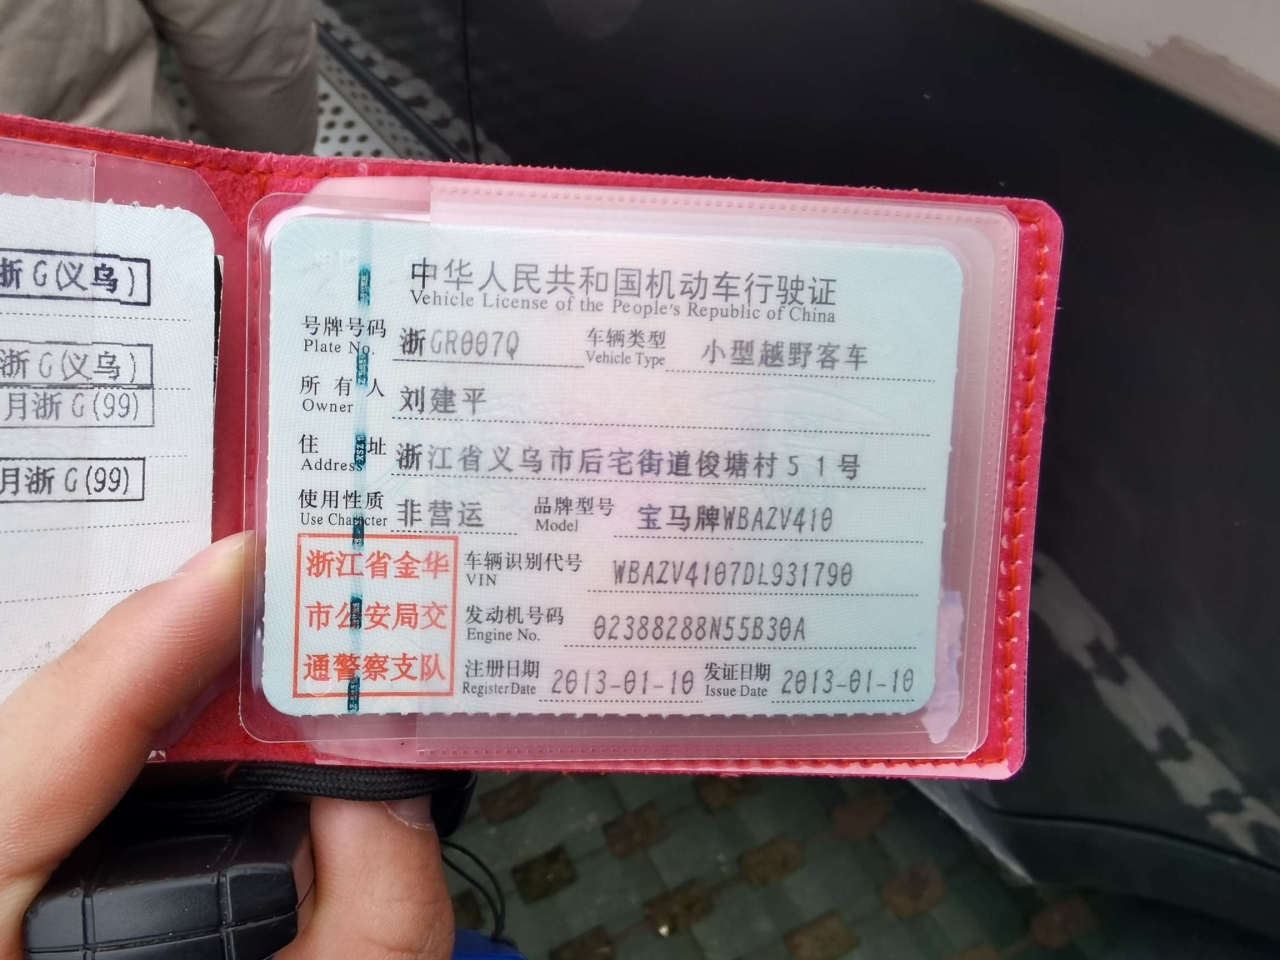 浙G(义乌)
浙G(义乌)
月浙G(99)
月浙G(99)
中华人民共和国机动车行驶证
Vehicle License of the People's Republic of China
号牌号码 浙GR007Q 车辆类型 小型越野客车
Plate No. Vehicle Type
所有人 刘建平
Owner
住址 浙江省义乌市后宅街道俊塘村51号
Address
使用性质 非营运 品牌型号 宝马牌WBAZV410
Use Character Model
浙江省金华
市公安局交
通警察支队
车辆识别代号 WBAZV4107DL931790
VIN
发动机号码 02388288N55B30A
Engine No.
注册日期 2013-01-10 发证日期 2013-01-10
Register Date Issue Date